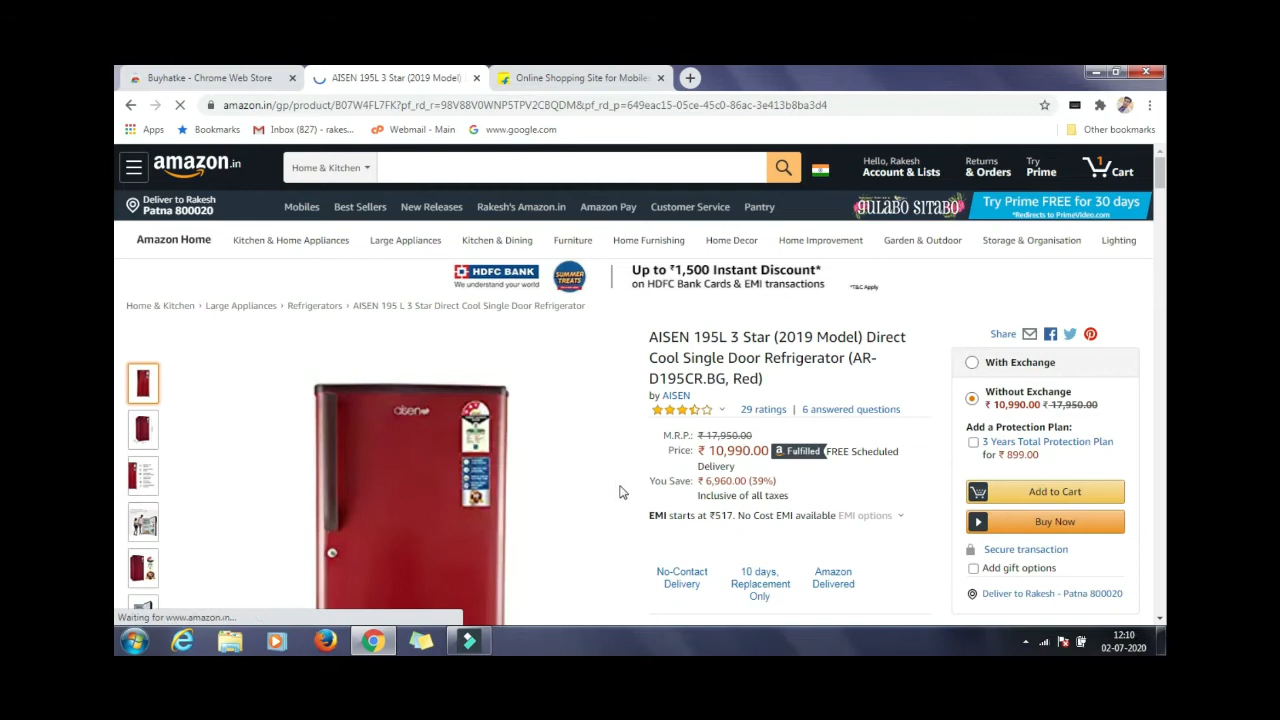 Buyhatke - Chrome Web Store
AISEN 195L 3 Star (2019 Model)
Online Shopping Site for Mobiles
amazon.in/gp/product/B07W4FL7FK?pf_rd_r=98V88V0WNP5TPV2CBQDM&pf_rd_p=649eac15-05ce-45c0-86ac-3e413b8ba3d4
Apps Bookmarks Inbox (827) - rakes... Webmail - Main www.google.com Other bookmarks
amazon.in
Home & Kitchen
Hello, Rakesh
Account & Lists
Returns
& Orders
Try
Prime
1
Cart
Deliver to Rakesh
Patna 800020
Mobiles Best Sellers New Releases Rakesh's Amazon.in Amazon Pay Customer Service Pantry
GULABO SITABO
Try Prime FREE for 30 days
*Redirects to PrimeVideo.com
Amazon Home Kitchen & Home Appliances Large Appliances Kitchen & Dining Furniture Home Furnishing Home Decor Home Improvement Garden & Outdoor Storage & Organisation Lighting
HDFC BANK
We understand your world
SUMMER
TREATS
Up to ₹1,500 Instant Discount*
on HDFC Bank Cards & EMI transactions
*T&C Apply
Home & Kitchen › Large Appliances › Refrigerators › AISEN 195 L 3 Star Direct Cool Single Door Refrigerator
AISEN 195L 3 Star (2019 Model) Direct
Cool Single Door Refrigerator (AR-
D195CR.BG, Red)
by AISEN
29 ratings | 6 answered questions
M.R.P.: ₹ 17,950.00
Price: ₹ 10,990.00 a Fulfilled FREE Scheduled
Delivery
You Save: ₹ 6,960.00 (39%)
Inclusive of all taxes
EMI starts at ₹517. No Cost EMI available EMI options
No-Contact
Delivery
10 days,
Replacement
Only
Amazon
Delivered
aisen
Share
With Exchange
Without Exchange
₹ 10,990.00 ₹ 17,950.00
Add a Protection Plan:
3 Years Total Protection Plan
for ₹ 899.00
Add to Cart
Buy Now
Secure transaction
Add gift options
Deliver to Rakesh - Patna 800020
Waiting for www.amazon.in...
12:10
02-07-2020